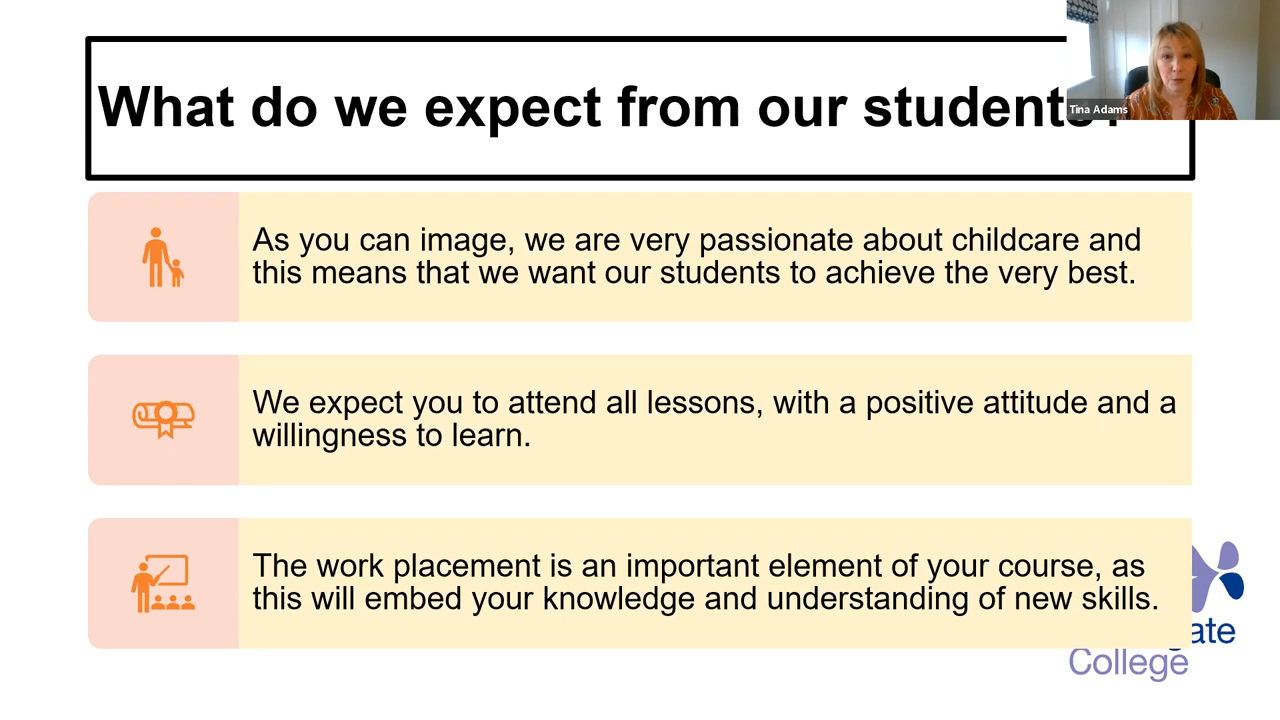 What do we expect from our students?
Tina Adams
As you can image, we are very passionate about childcare and
this means that we want our students to achieve the very best.
We expect you to attend all lessons, with a positive attitude and a
willingness to learn.
The work placement is an important element of your course, as
this will embed your knowledge and understanding of new skills.
College